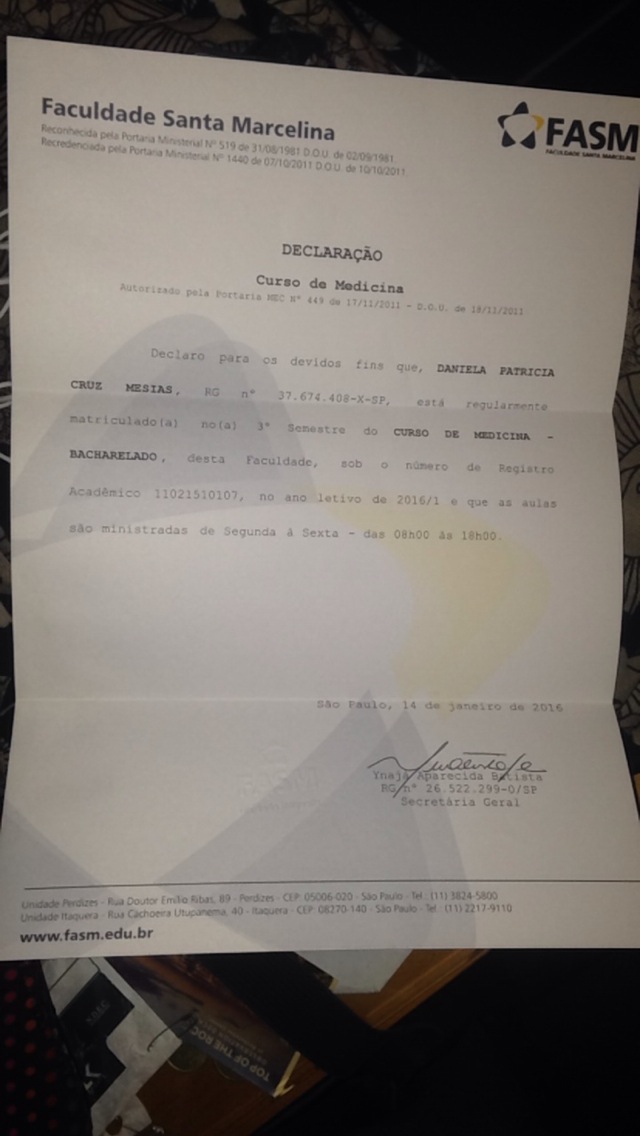 Faculdade Santa Marcelina
Reconhecida pela Portaria Ministerial Nº 519 de 31/08/1981 D.O.U. de 02/09/1981
Recredenciada pela Portaria Ministerial Nº 1440 de 07/10/2011 D.O.U. de 10/10/2011
FASM
FACULDADE SANTA MARCELINA
DECLARAÇÃO
Curso de Medicina
Autorizado pela Portaria MEC Nº 449 de 17/11/2011 - D.O.U. de 18/11/2011
Declaro para os devidos fins que, DANIELA PATRICIA
CRUZ MESIAS, RG nº 37.674.408-X-SP, está regularmente
matriculado(a) no(a) 3º Semestre do CURSO DE MEDICINA -
BACHARELADO, desta Faculdade, sob o número de Registro
Acadêmico 11021510107, no ano letivo de 2016/1 e que as aulas
são ministradas de Segunda à Sexta - das 08h00 às 18h00.
São Paulo, 14 de janeiro de 2016
Ynajá Aparecida Batista
RG nº 26.522.299-0/SP
Secretária Geral
Unidade Perdizes - Rua Doutor Emílio Ribas, 89 - Perdizes - CEP: 05006-020 - São Paulo - Tel.: (11) 3824-5800
Unidade Itaquera - Rua Cachoeira Utupanema, 40 - Itaquera - CEP: 08270-140 - São Paulo - Tel.: (11) 2217-9110
www.fasm.edu.br
TOP OF THE ROC